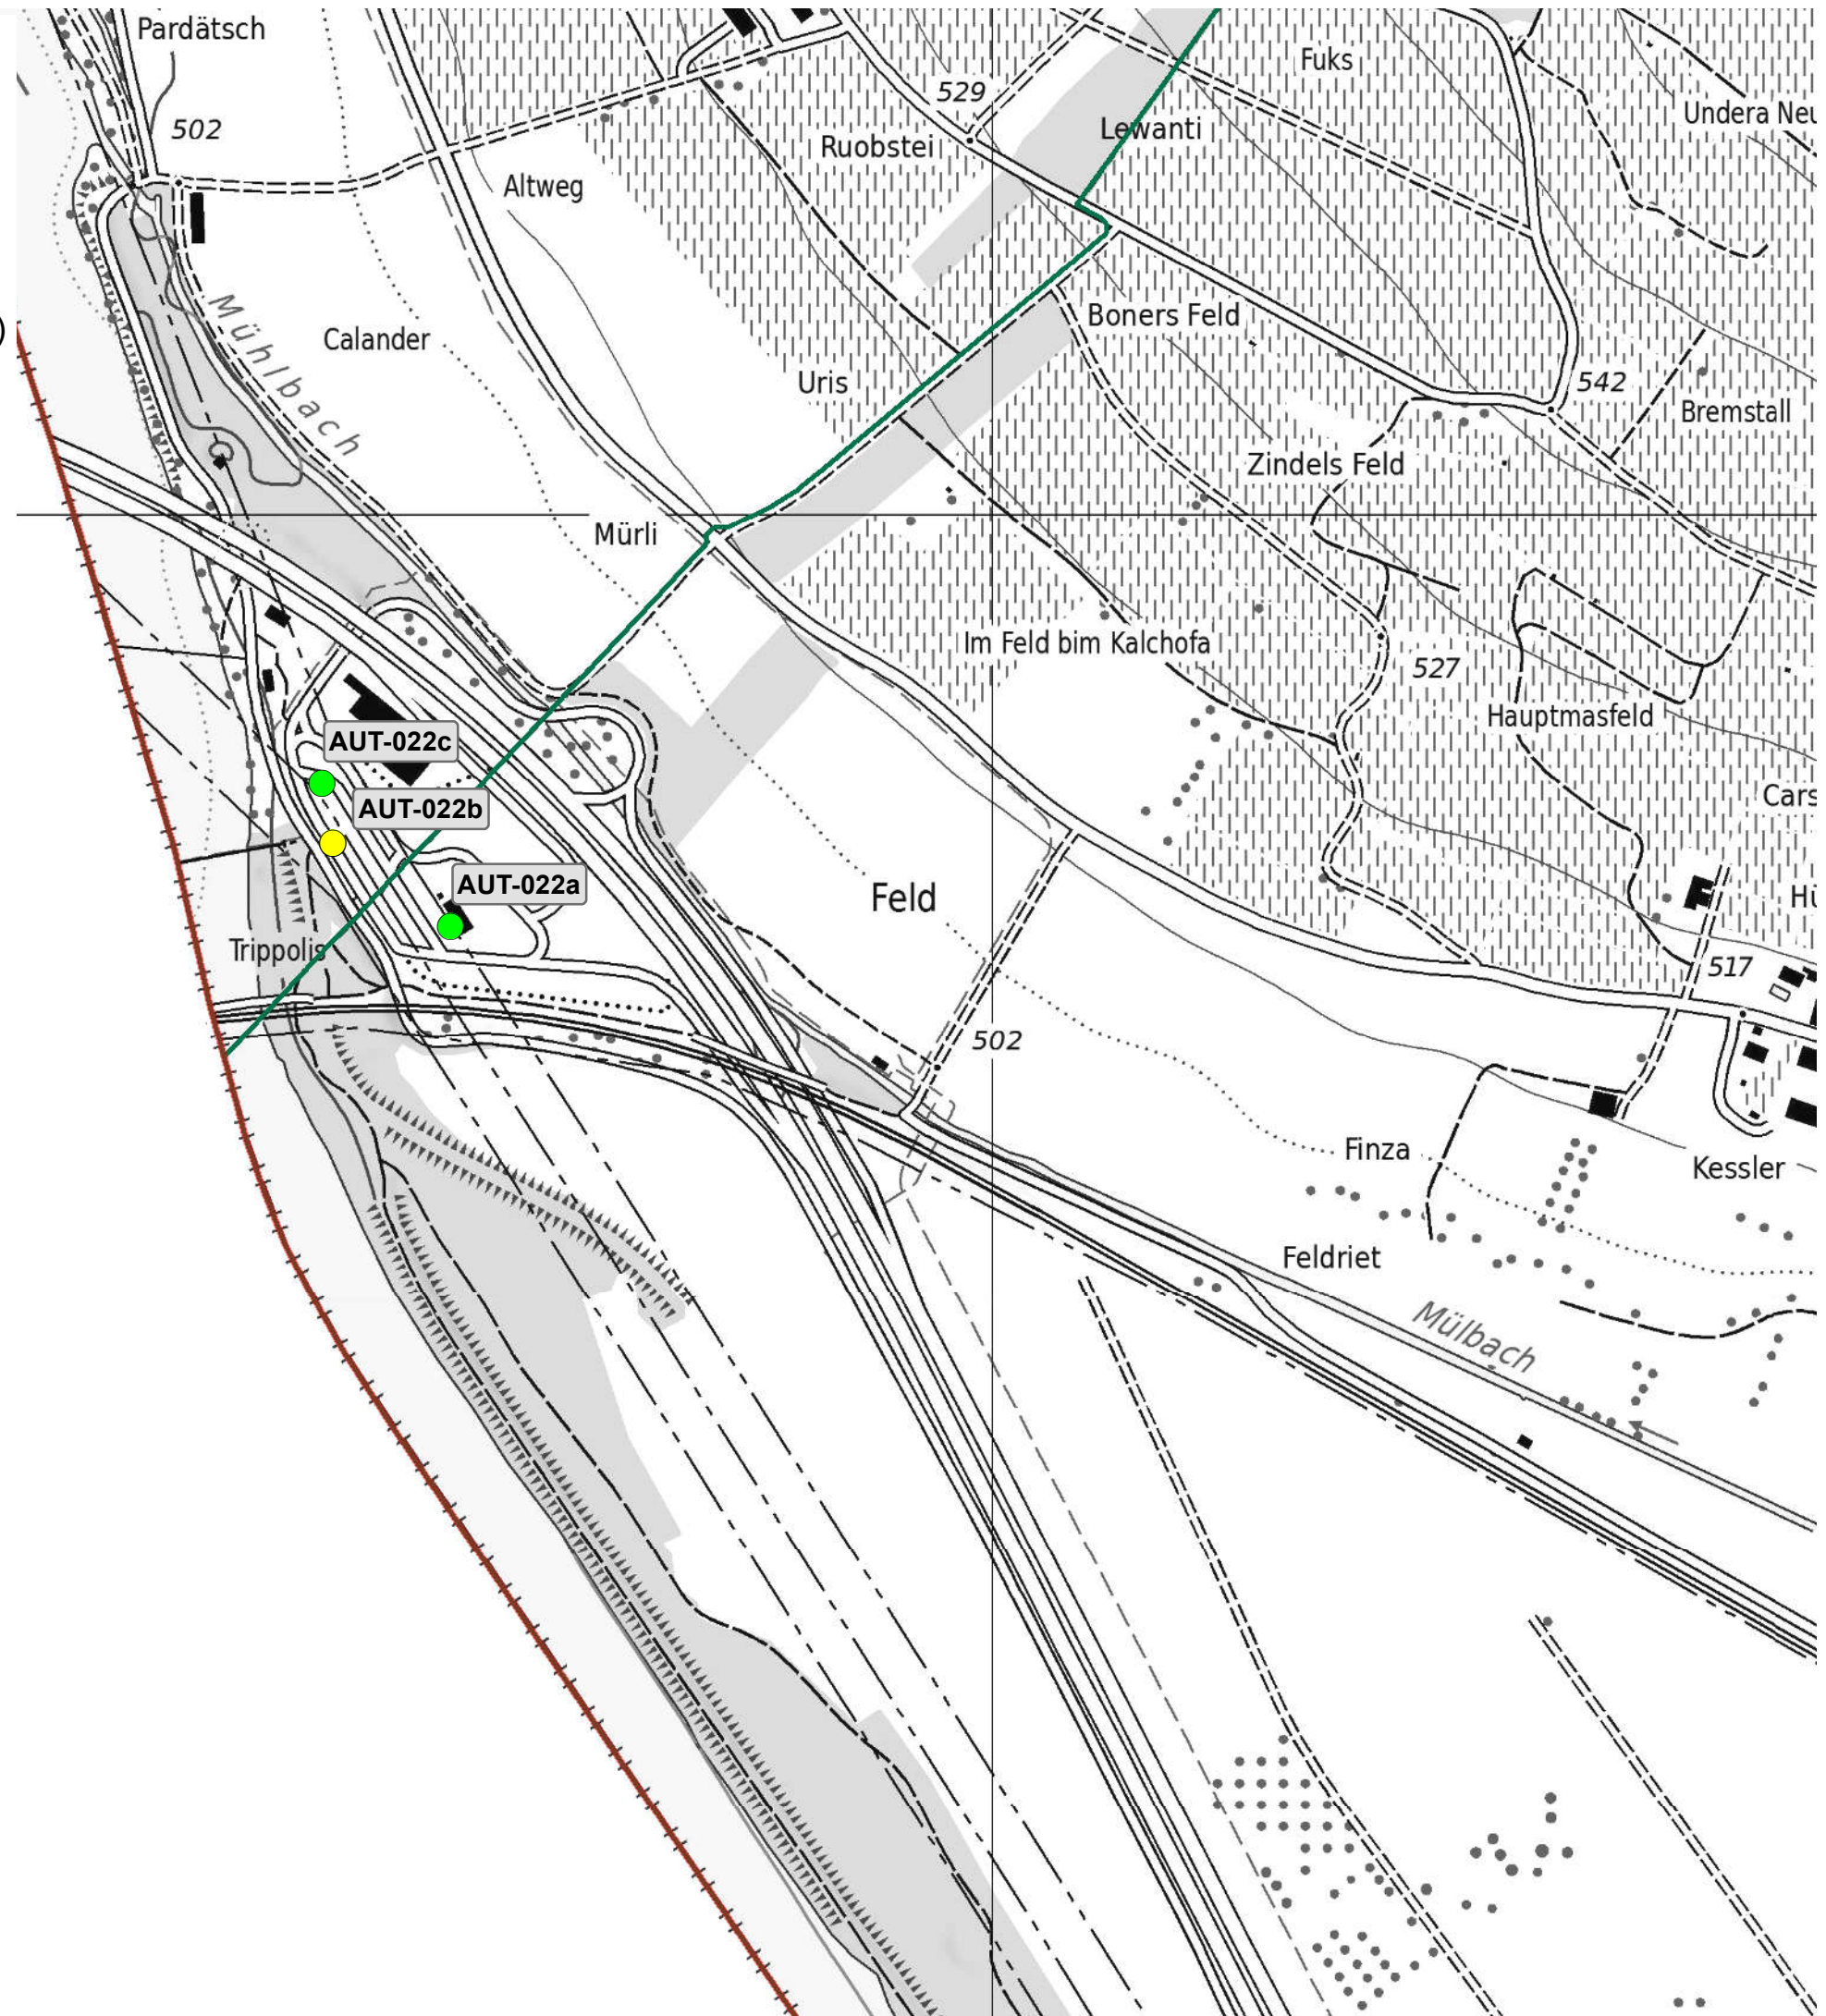 Pardätsch
Fuks
529
Undera Neu
502
Lewanti
Ruobstei
Altweg
Mühlbach
Boners Feld
)
Calander
Uris
542
Bremstall
Zindels Feld
Mürli
Im Feld bim Kalchofa
527
Hauptmasfeld
AUT-022c
Cars
AUT-022b
AUT-022a
Feld
Hü
Trippolis
517
502
Finza
Kessler
Feldriet
Mülbach